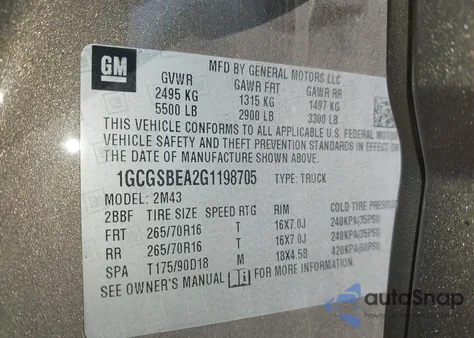 GM
MFD BY GENERAL MOTORS LLC
GVWR GAWR FRT GAWR RR
2495 KG 1315 KG 1497 KG
5500 LB 2900 LB 3300 LB
THIS VEHICLE CONFORMS TO ALL APPLICABLE U.S. FEDERAL MOTOR
VEHICLE SAFETY AND THEFT PREVENTION STANDARDS IN EFFECT ON
THE DATE OF MANUFACTURE SHOWN ABOVE.
1GCGSBEA2G1198705 TYPE: TRUCK
MODEL: 2M43
2BBF TIRE SIZE SPEED RTG RIM COLD TIRE PRESSURE
FRT 265/70R16 T 16X7.0J 240KPA(35PSI)
RR 265/70R16 T 16X7.0J 240KPA(35PSI)
SPA T175/90D18 M 18X4.5B 420KPA(60PSI)
SEE OWNER'S MANUAL FOR MORE INFORMATION.
autoSnap